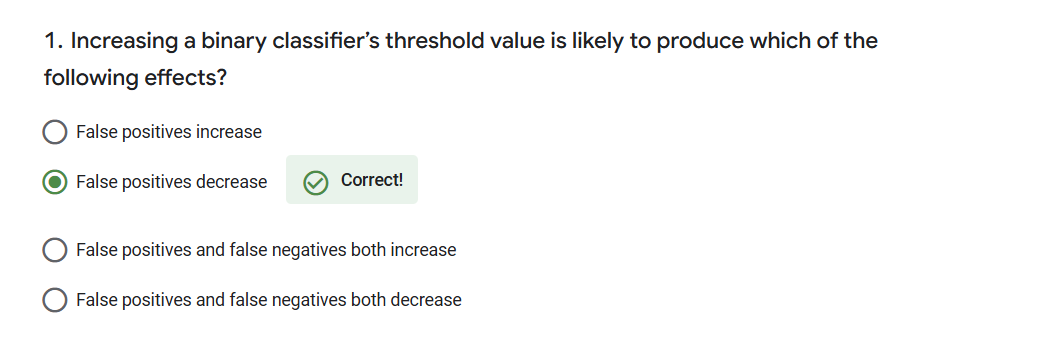 1. Increasing a binary classifier’s threshold value is likely to produce which of the
following effects?
False positives increase
False positives decrease Correct!
False positives and false negatives both increase
False positives and false negatives both decrease